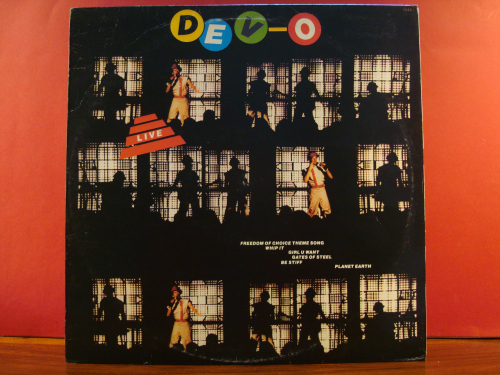 DEV-O
LIVE
FREEDOM OF CHOICE THEME SONG
WHIP IT
GIRL U WANT
GATES OF STEEL
BE STIFF
PLANET EARTH